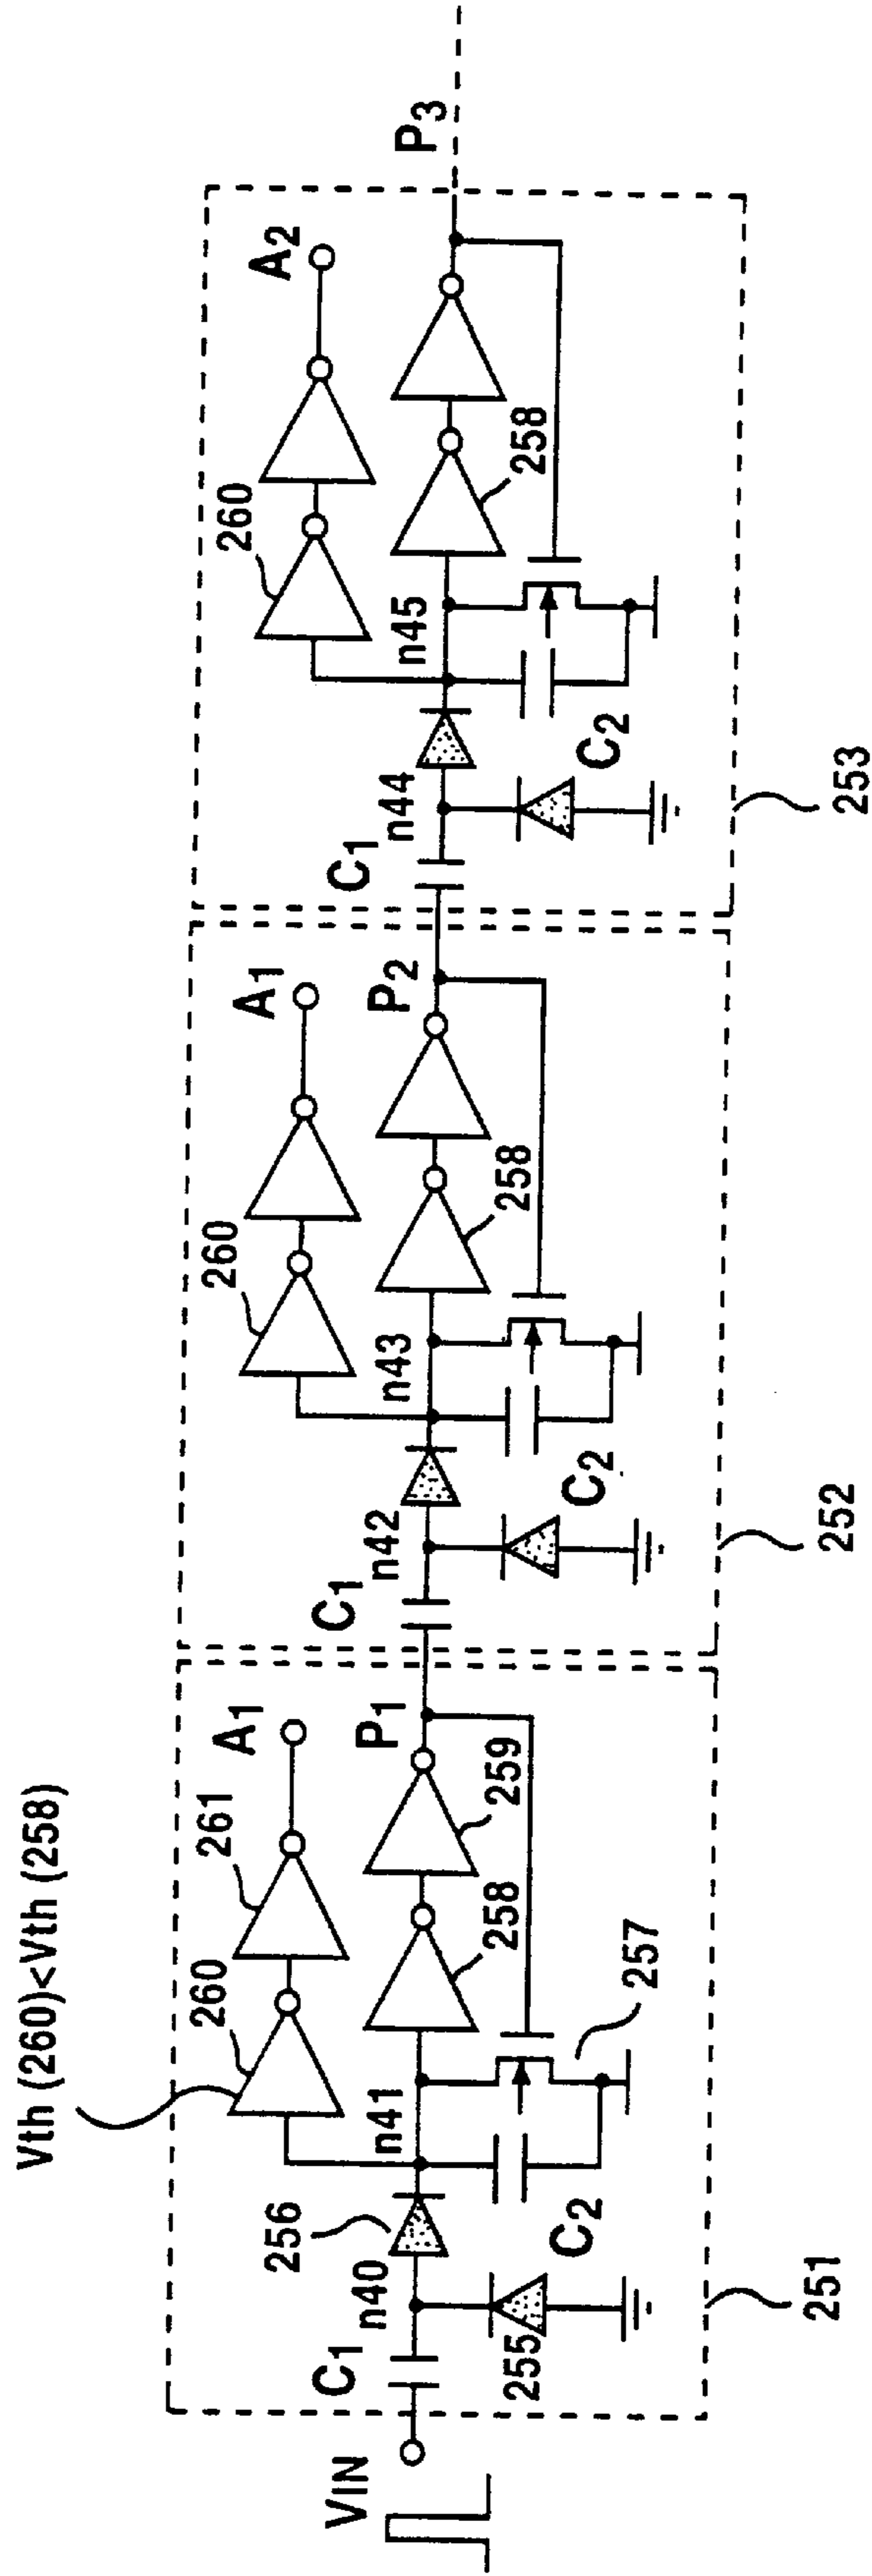 Vth (260)<Vth (258)
VIN
C1
n40
255
256
C2
n41
257
260
261
A1
258
259
P1
251
C1
n42
C2
n43
260
A1
258
P2
252
C1
n44
C2
n45
260
A2
258
P3
253